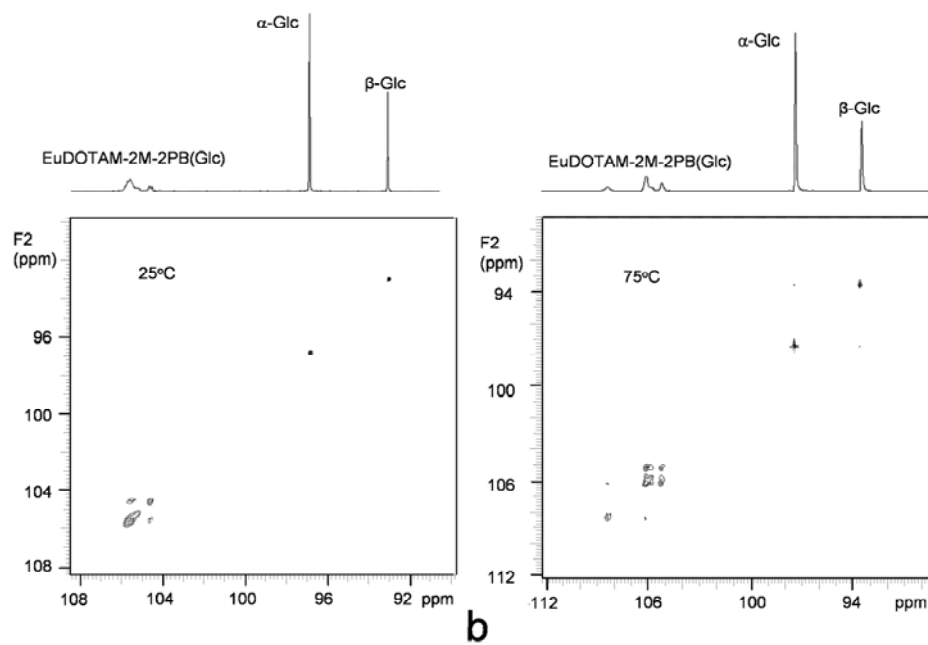 α-Glc
β-Glc
EuDOTAM-2M-2PB(Glc)
F2
(ppm)
25°C
96
100
104
108
108 104 100 96 92 ppm
α-Glc
β-Glc
EuDOTAM-2M-2PB(Glc)
F2
(ppm)
75°C
94
100
106
112
112 106 100 94 ppm
b